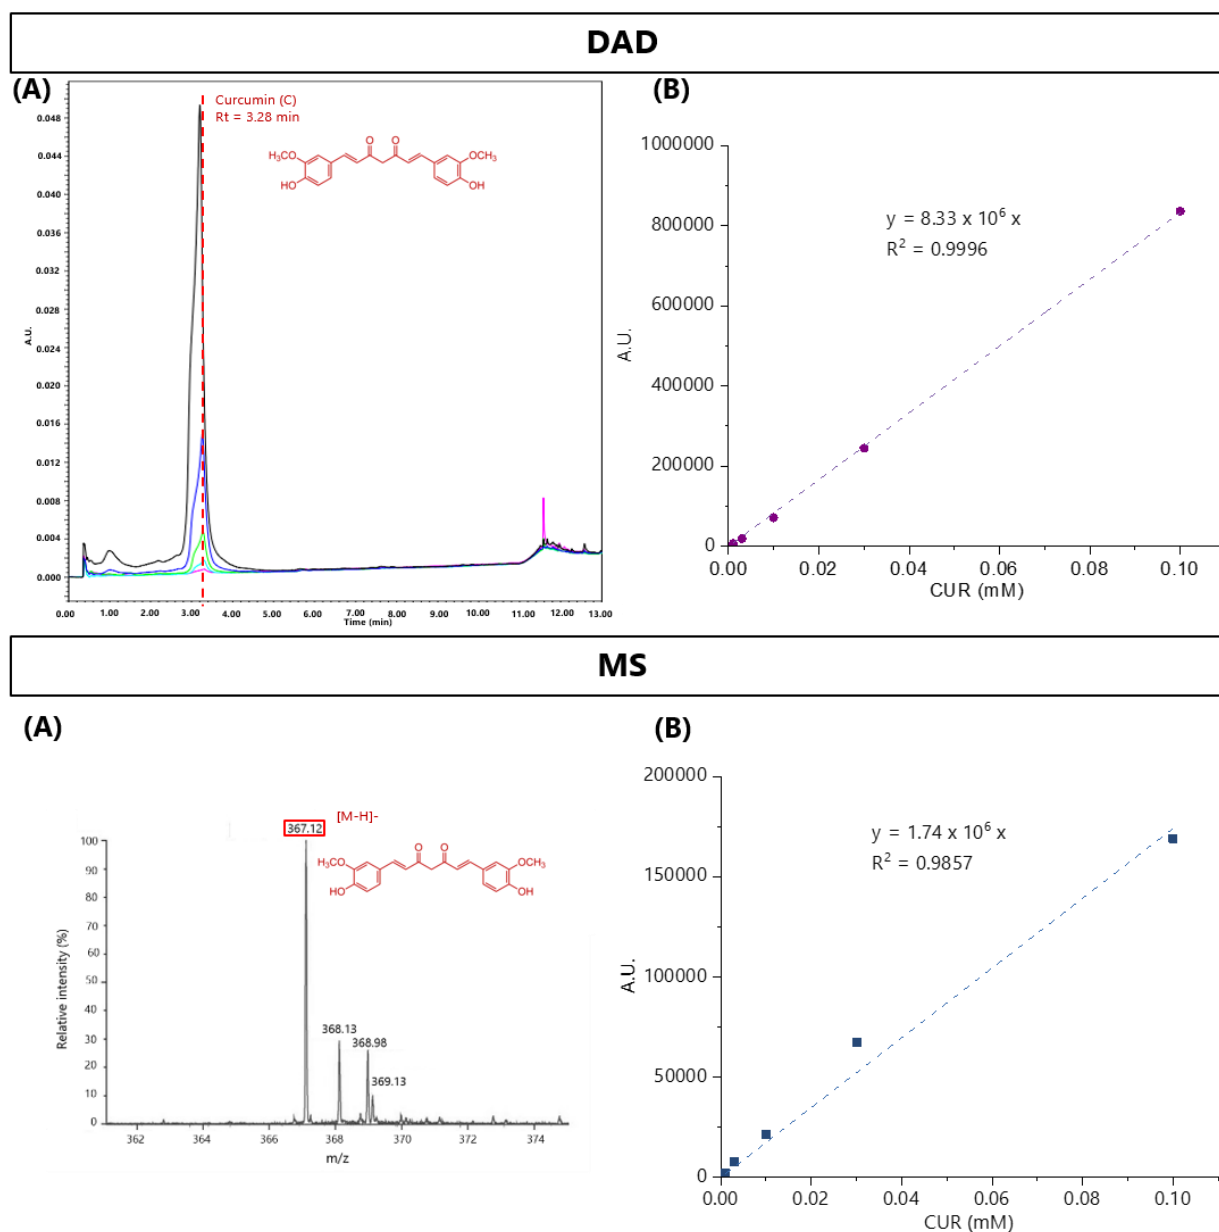 DAD
(A)
Curcumin (C)
Rt = 3.28 min
O O
H₃CO OCH₃
HO OH
0.048
0.044
0.040
0.036
0.032
0.028
0.024
0.020
0.016
0.012
0.008
0.004
0.000
A.U.
0.00 1.00 2.00 3.00 4.00 5.00 6.00 7.00 8.00 9.00 10.00 11.00 12.00 13.00
Time (min)
(B)
1000000
800000
600000
400000
200000
0
A.U.
y = 8.33 x 10⁶ x
R² = 0.9996
0.00 0.02 0.04 0.06 0.08 0.10
CUR (mM)
MS
(A)
[M-H]-
367.12
O O
H₃CO OCH₃
HO OH
368.13
368.98
369.13
100
90
80
70
60
50
40
30
20
10
0
Relative intensity (%)
362 364 366 368 370 372 374
m/z
(B)
200000
150000
100000
50000
0
A.U.
y = 1.74 x 10⁶ x
R² = 0.9857
0.00 0.02 0.04 0.06 0.08 0.10
CUR (mM)